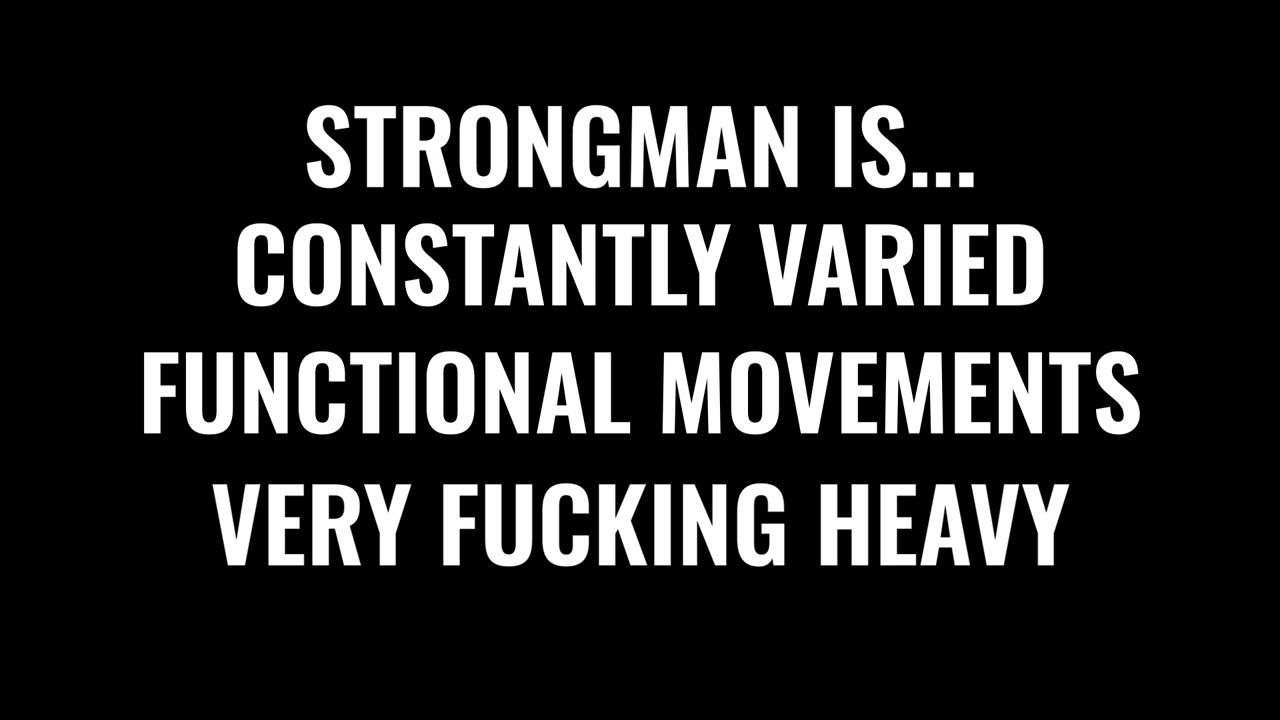 STRONGMAN IS...
CONSTANTLY VARIED
FUNCTIONAL MOVEMENTS
VERY FUCKING HEAVY